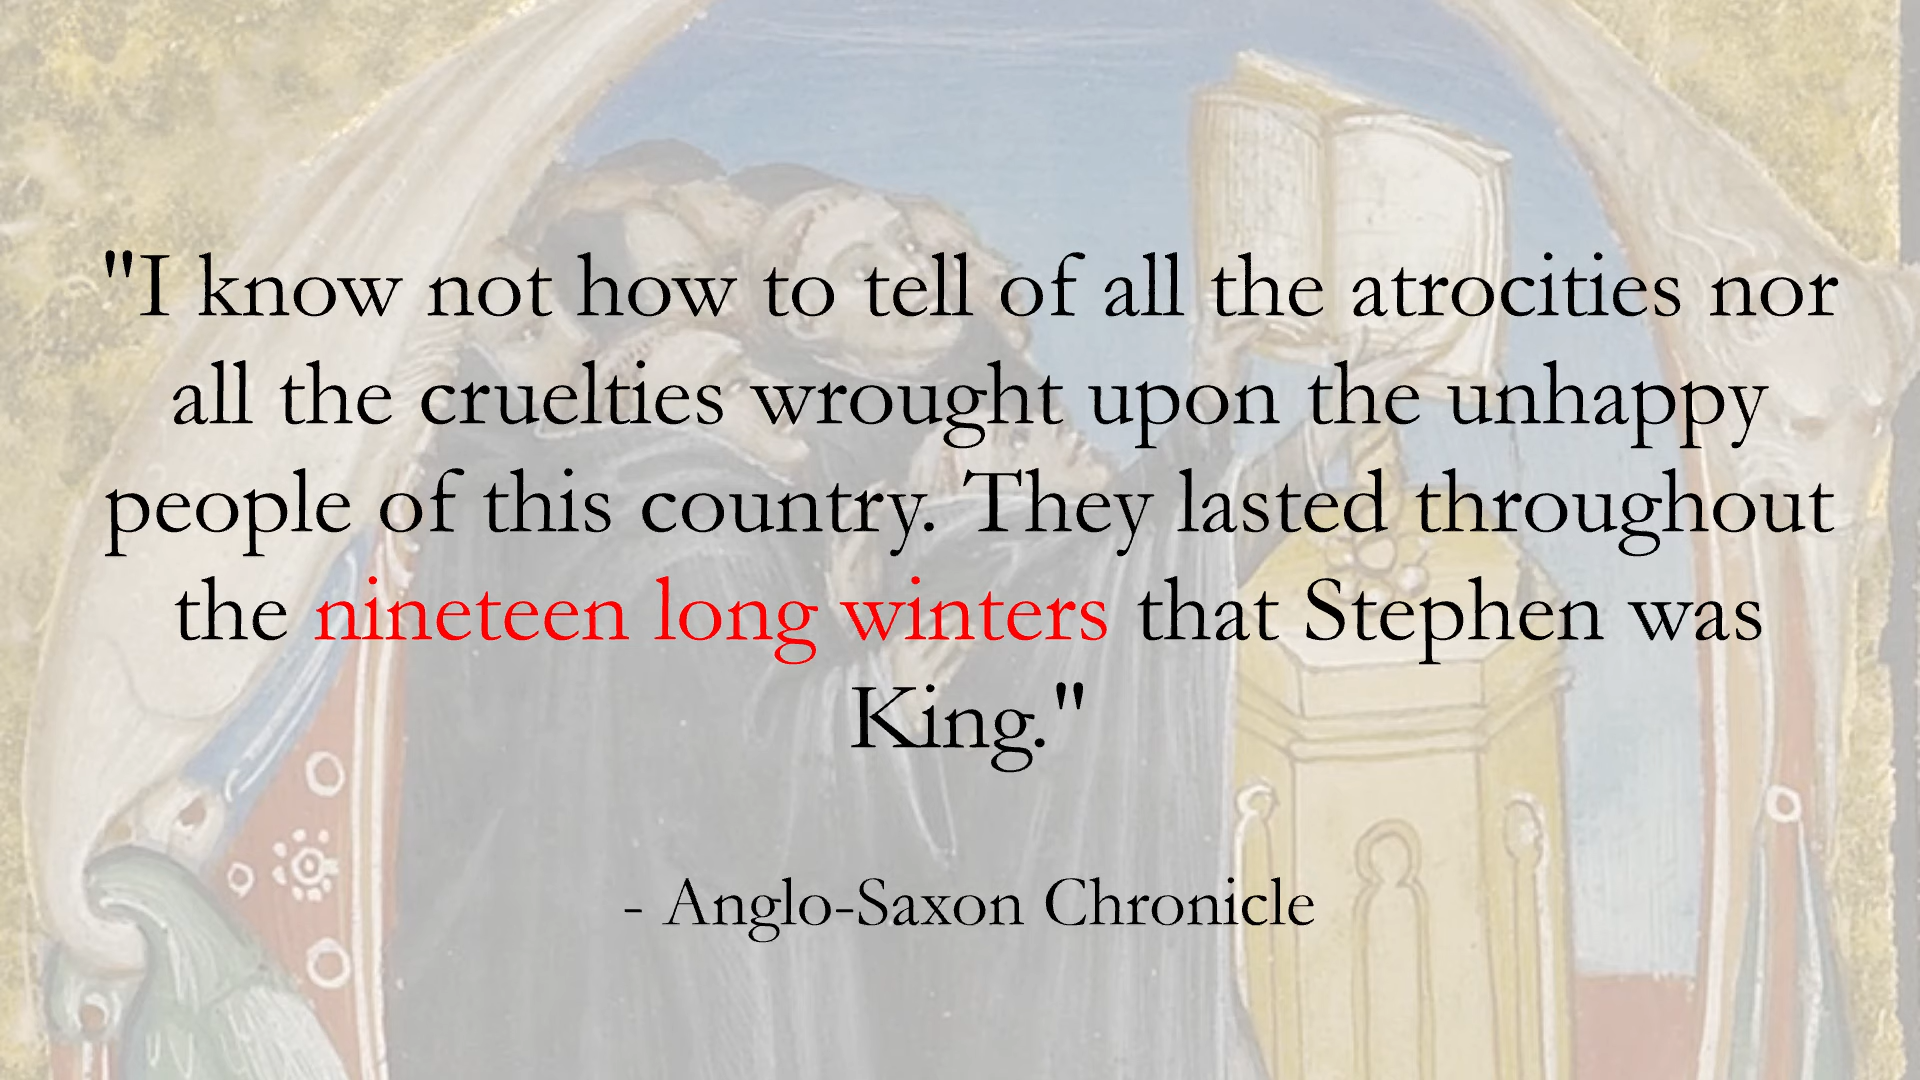 "I know not how to tell of all the atrocities nor
all the cruelties wrought upon the unhappy
people of this country. They lasted throughout
the nineteen long winters that Stephen was
King."
- Anglo-Saxon Chronicle